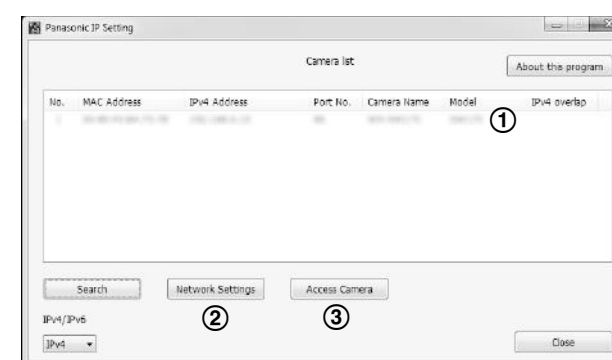 Panasonic IP Setting
Camera list
About this program
No. MAC Address IPv4 Address Port No. Camera Name Model IPv4 overlap
①
Search Network Settings Access Camera
② ③
IPv4/IPv6
IPv4 Close